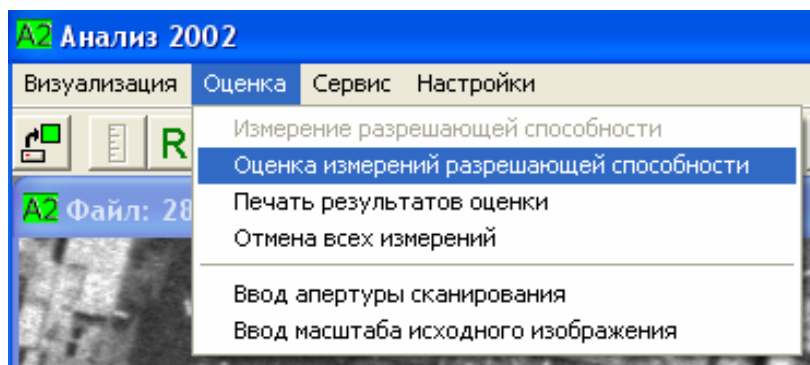 A2 Анализ 2002
Визуализация Оценка Сервис Настройки
R
Измерение разрешающей способности
Оценка измерений разрешающей способности
A2 Файл: 28
Печать результатов оценки
Отмена всех измерений
Ввод апертуры сканирования
Ввод масштаба исходного изображения